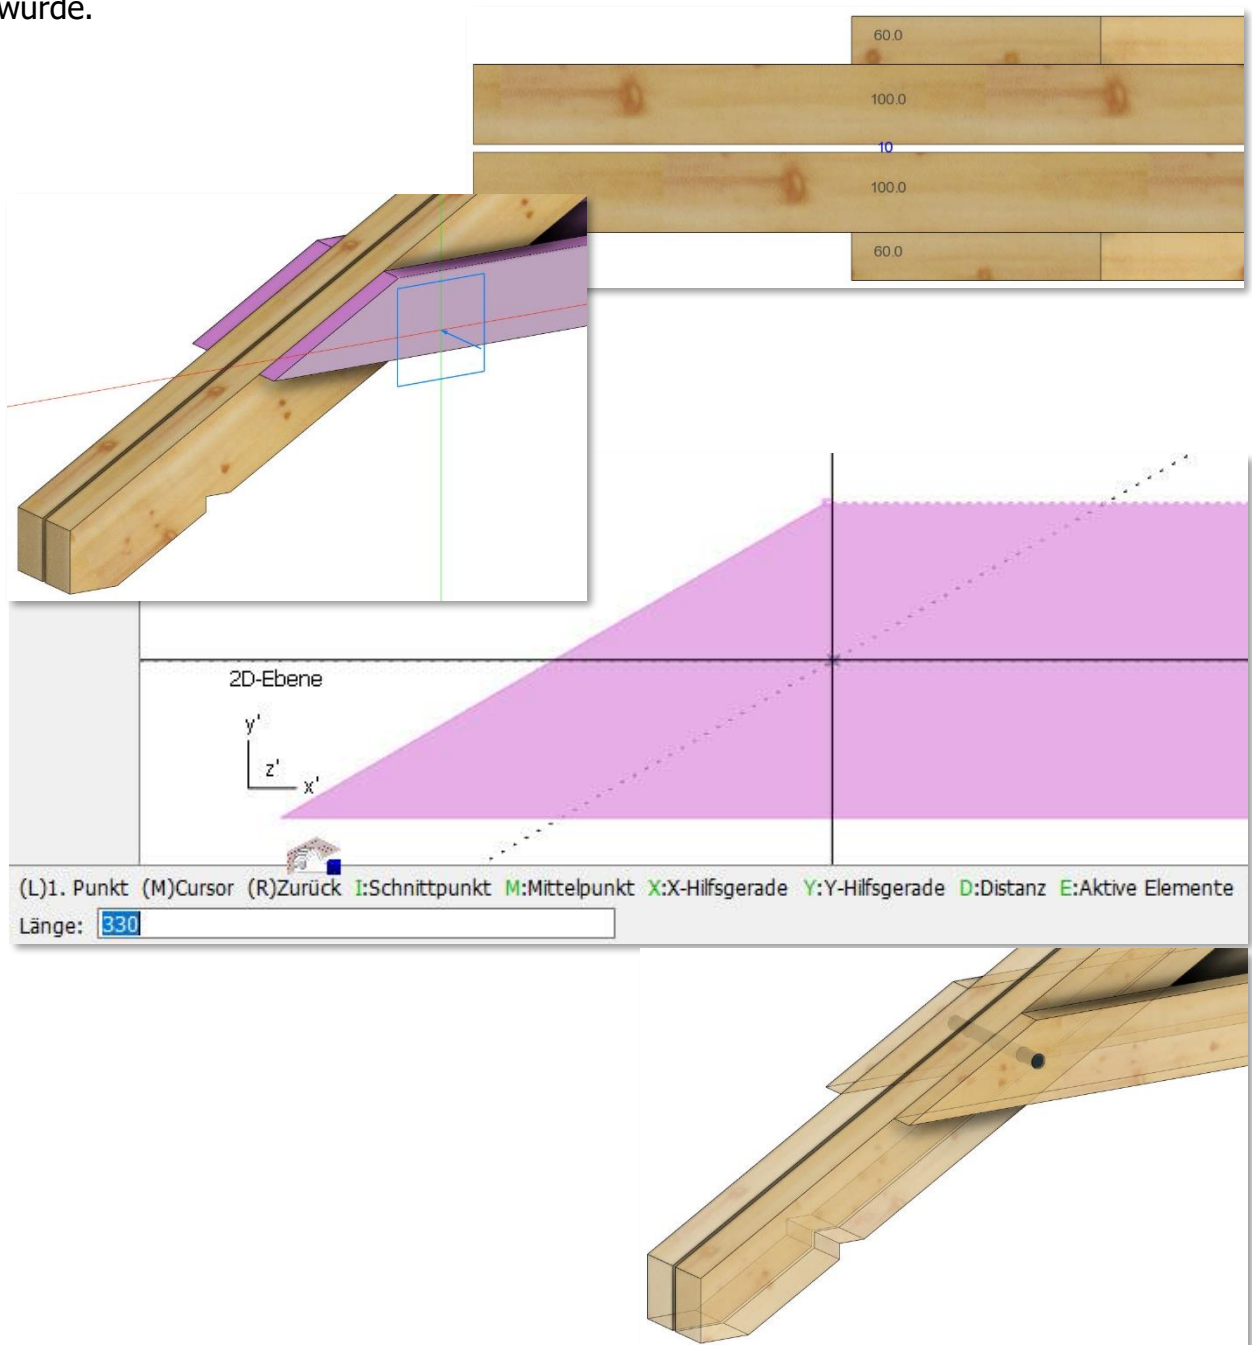 wurde.
60.0
100.0
10
100.0
60.0
2D-Ebene
y'
z'
x'
(L)1. Punkt (M)Cursor (R)Zurück I:Schnittpunkt M:Mittelpunkt X:X-Hilfsgerade Y:Y-Hilfsgerade D:Distanz E:Aktive Elemente
Länge: 330